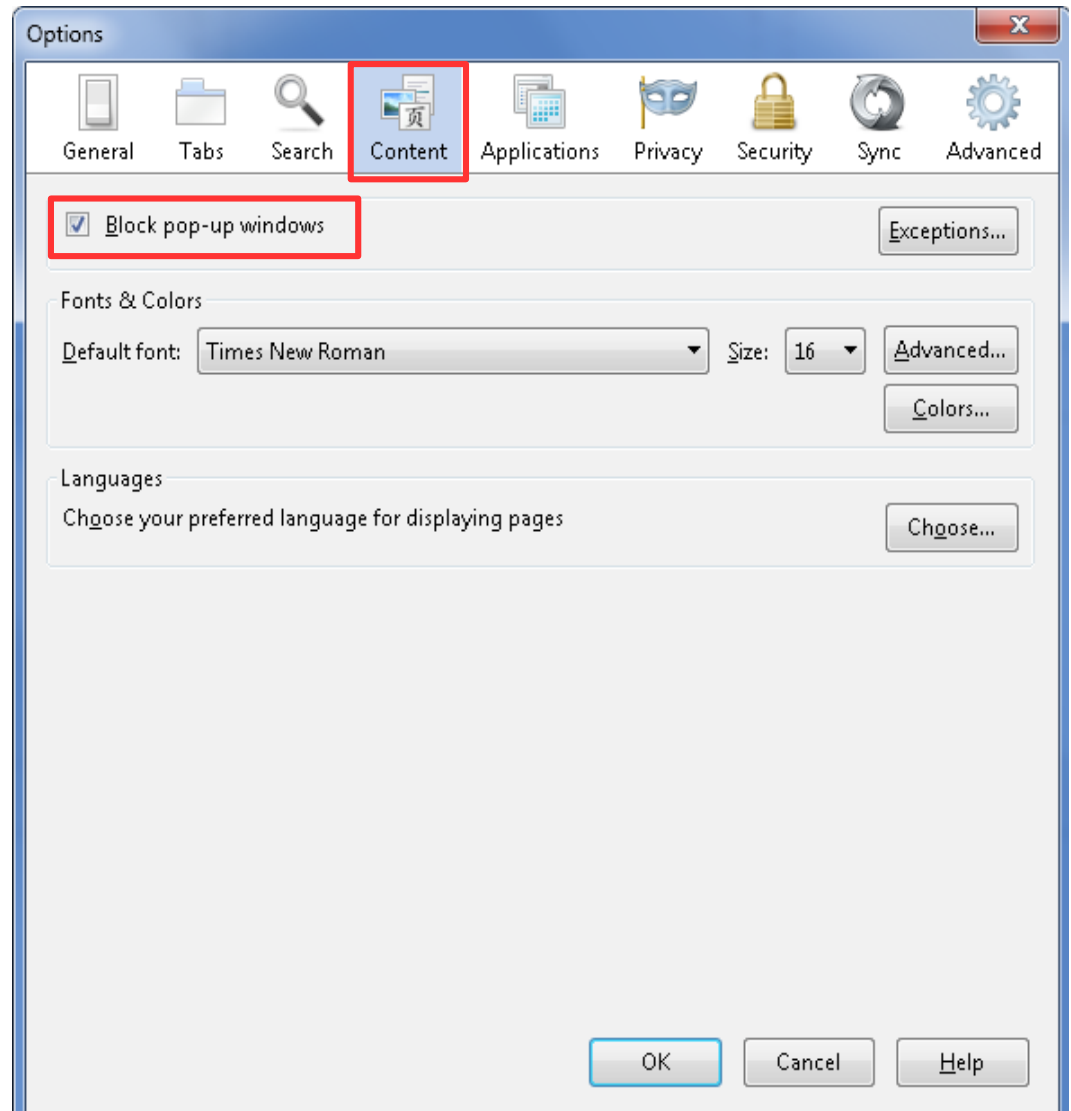 Options
X
页
General Tabs Search Content Applications Privacy Security Sync Advanced
Block pop-up windows Exceptions...
Fonts & Colors
Default font: Times New Roman Size: 16 Advanced...
Colors...
Languages
Choose your preferred language for displaying pages Choose...
OK Cancel Help